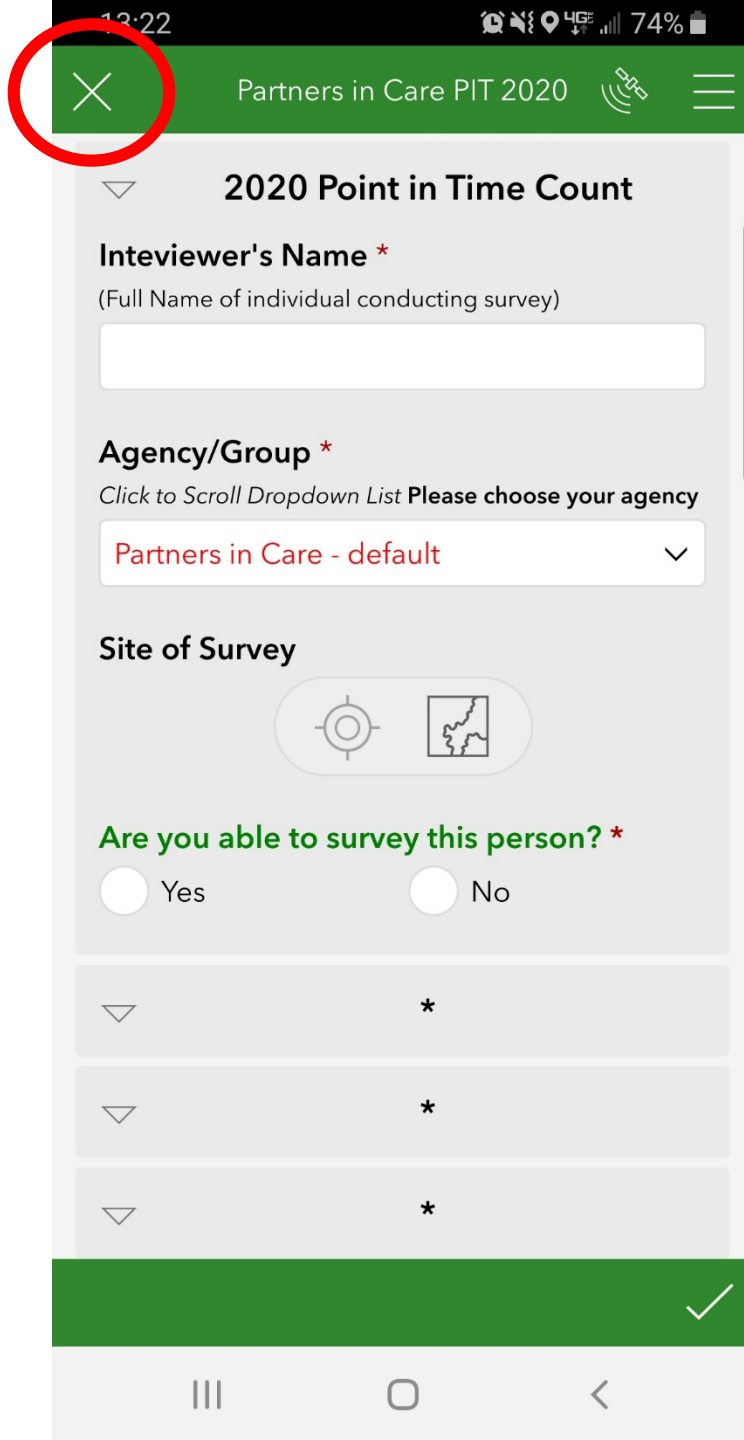 13:22 4GE 74%
Partners in Care PIT 2020
2020 Point in Time Count
Inteviewer's Name *
(Full Name of individual conducting survey)
Agency/Group *
Click to Scroll Dropdown List Please choose your agency
Partners in Care - default
Site of Survey
Are you able to survey this person? *
Yes No
*
*
*